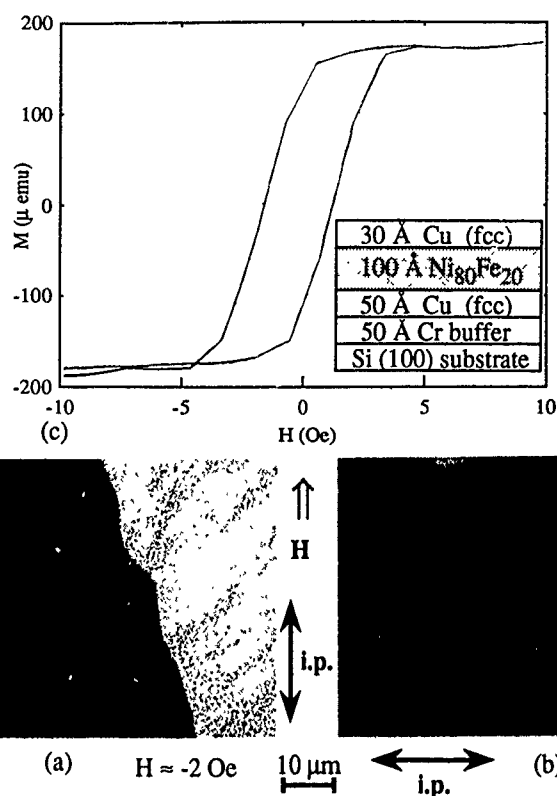 200
100
0
-100
-200
M (μ emu)
-10
-5
0
5
10
(c)
H (Oe)
30 Å Cu (fcc)
100 Å Ni80Fe20
50 Å Cu (fcc)
50 Å Cr buffer
Si (100) substrate
H
i.p.
(a)
H ≈ -2 Oe
10 μm
i.p.
(b)